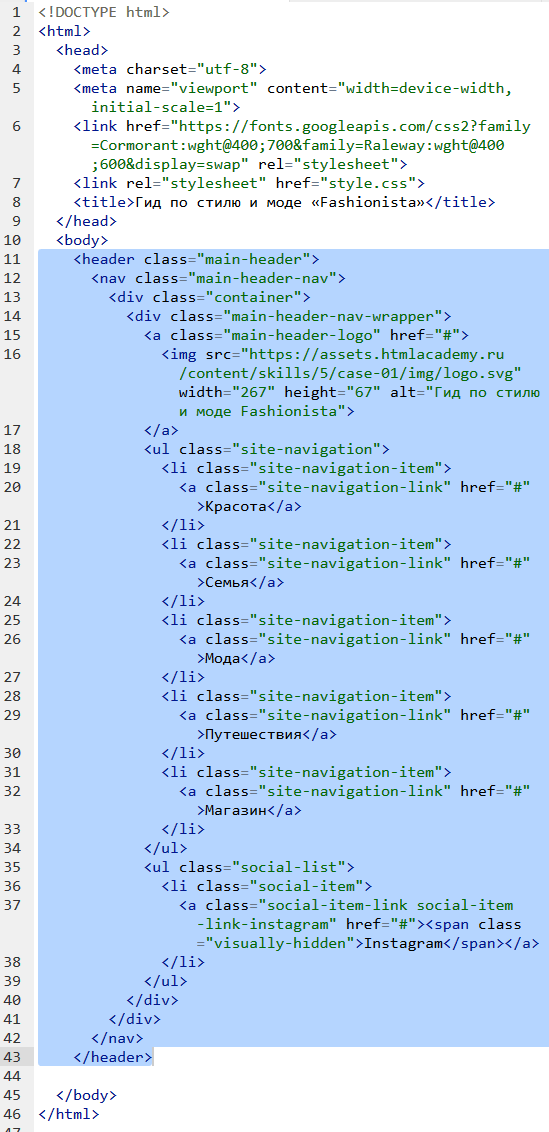 1 <!DOCTYPE html>
2 <html>
3 <head>
4 <meta charset="utf-8">
5 <meta name="viewport" content="width=device-width,
initial-scale=1">
6 <link href="https://fonts.googleapis.com/css2?family
=Cormorant:wght@400;700&family=Raleway:wght@400
;600&display=swap" rel="stylesheet">
7 <link rel="stylesheet" href="style.css">
8 <title>Гид по стилю и моде «Fashionista»</title>
9 </head>
10 <body>
11 <header class="main-header">
12 <nav class="main-header-nav">
13 <div class="container">
14 <div class="main-header-nav-wrapper">
15 <a class="main-header-logo" href="#">
16 <img src="https://assets.htmlacademy.ru
/content/skills/5/case-01/img/logo.svg"
width="267" height="67" alt="Гид по стилю
и моде Fashionista">
17 </a>
18 <ul class="site-navigation">
19 <li class="site-navigation-item">
20 <a class="site-navigation-link" href="#"
>Красота</a>
21 </li>
22 <li class="site-navigation-item">
23 <a class="site-navigation-link" href="#"
>Семья</a>
24 </li>
25 <li class="site-navigation-item">
26 <a class="site-navigation-link" href="#"
>Мода</a>
27 </li>
28 <li class="site-navigation-item">
29 <a class="site-navigation-link" href="#"
>Путешествия</a>
30 </li>
31 <li class="site-navigation-item">
32 <a class="site-navigation-link" href="#"
>Магазин</a>
33 </li>
34 </ul>
35 <ul class="social-list">
36 <li class="social-item">
37 <a class="social-item-link social-item
-link-instagram" href="#"><span class
="visually-hidden">Instagram</span></a>
38 </li>
39 </ul>
40 </div>
41 </div>
42 </nav>
43 </header>
44
45 </body>
46 </html>
47